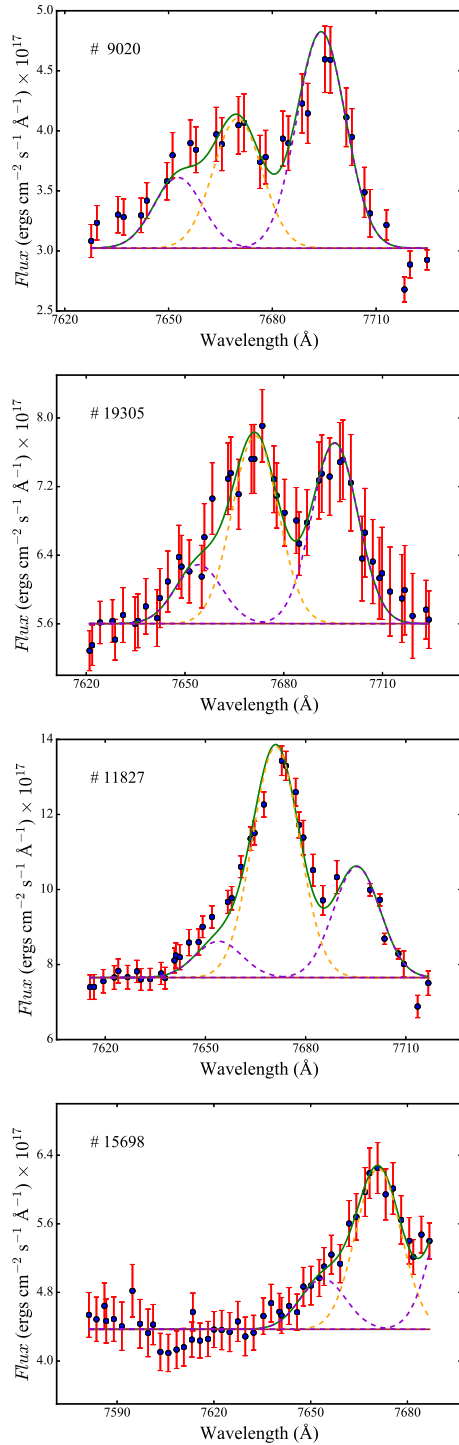 5.0
4.5
4.0
3.5
3.0
2.5
# 9020
Flux (ergs cm⁻² s⁻¹ Å⁻¹) × 10¹⁷
7620 7650 7680 7710
Wavelength (Å)
8.0
7.2
6.4
5.6
# 19305
Flux (ergs cm⁻² s⁻¹ Å⁻¹) × 10¹⁷
7620 7650 7680 7710
Wavelength (Å)
14
12
10
8
6
# 11827
Flux (ergs cm⁻² s⁻¹ Å⁻¹) × 10¹⁷
7620 7650 7680 7710
Wavelength (Å)
6.4
5.6
4.8
4.0
# 15698
Flux (ergs cm⁻² s⁻¹ Å⁻¹) × 10¹⁷
7590 7620 7650 7680
Wavelength (Å)